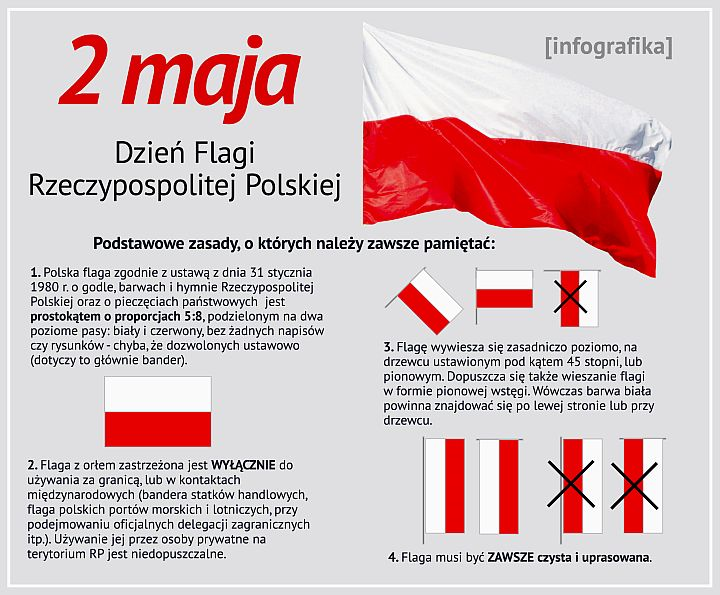 2 maja
[infografika]
Dzień Flagi
Rzeczypospolitej Polskiej
Podstawowe zasady, o których należy zawsze pamiętać:
1. Polska flaga zgodnie z ustawą z dnia 31 stycznia
1980 r. o godle, barwach i hymnie Rzeczypospolitej
Polskiej oraz o pieczęciach państwowych jest
prostokątem o proporcjach 5:8, podzielonym na dwa
poziome pasy: biały i czerwony, bez żadnych napisów
czy rysunków - chyba, że dozwolonych ustawowo
(dotyczy to głównie bander).
2. Flaga z orłem zastrzeżona jest WYŁĄCZNIE do
używania za granicą, lub w kontaktach
międzynarodowych (bandera statków handlowych,
flaga polskich portów morskich i lotniczych, przy
podejmowaniu oficjalnych delegacji zagranicznych
itp.). Używanie jej przez osoby prywatne na
terytorium RP jest niedopuszczalne.
3. Flagę wywiesza się zasadniczo poziomo, na
drzewcu ustawionym pod kątem 45 stopni, lub
pionowym. Dopuszcza się także wieszanie flagi
w formie pionowej wstęgi. Wówczas barwa biała
powinna znajdować się po lewej stronie lub przy
drzewcu.
4. Flaga musi być ZAWSZE czysta i uprasowana.